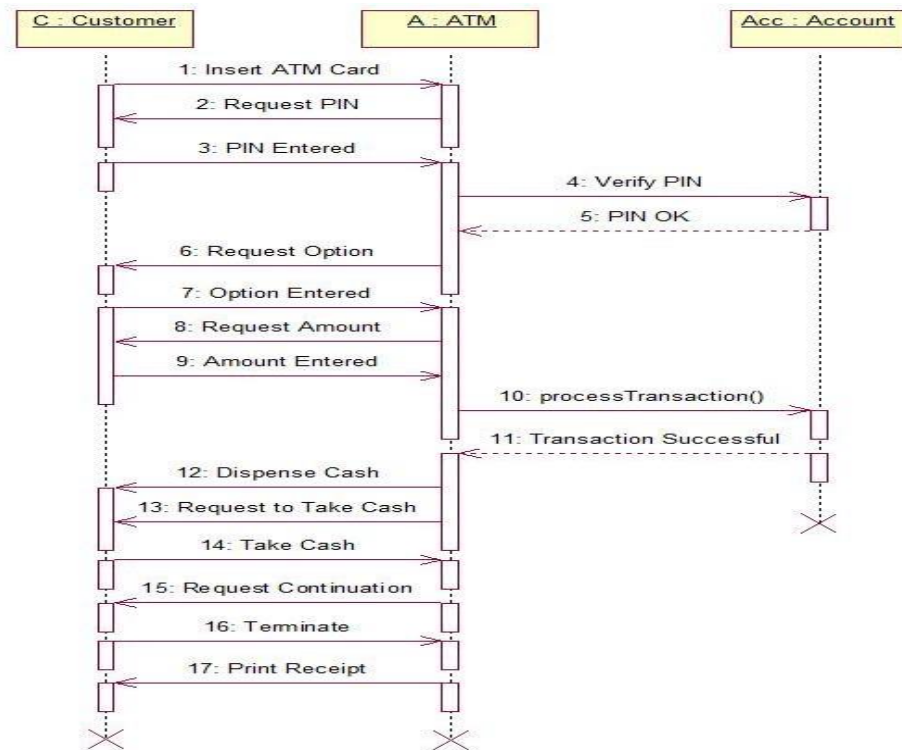 C : Customer
A : ATM
Acc : Account
1: Insert ATM Card
2: Request PIN
3: PIN Entered
4: Verify PIN
5: PIN OK
6: Request Option
7: Option Entered
8: Request Amount
9: Amount Entered
10: processTransaction()
11: Transaction Successful
12: Dispense Cash
13: Request to Take Cash
14: Take Cash
15: Request Continuation
16: Terminate
17: Print Receipt